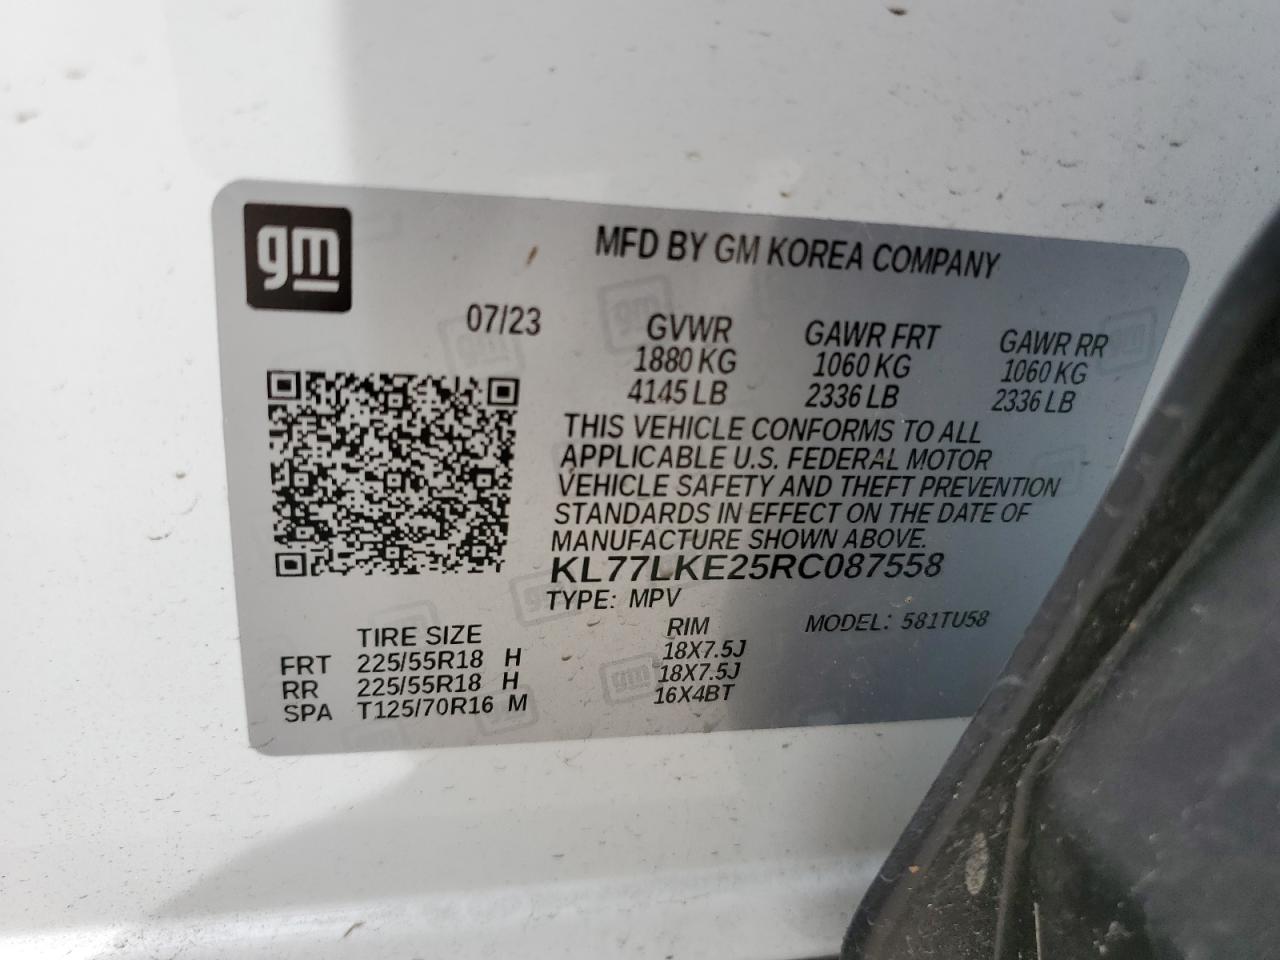 gm
MFD BY GM KOREA COMPANY
07/23
GVWR GAWR FRT GAWR RR
1880 KG 1060 KG 1060 KG
4145 LB 2336 LB 2336 LB
THIS VEHICLE CONFORMS TO ALL
APPLICABLE U.S. FEDERAL MOTOR
VEHICLE SAFETY AND THEFT PREVENTION
STANDARDS IN EFFECT ON THE DATE OF
MANUFACTURE SHOWN ABOVE.
KL77LKE25RC087558
TYPE: MPV
MODEL: 581TU58
TIRE SIZE RIM
FRT 225/55R18 H 18X7.5J
RR 225/55R18 H 18X7.5J
SPA T125/70R16 M 16X4BT